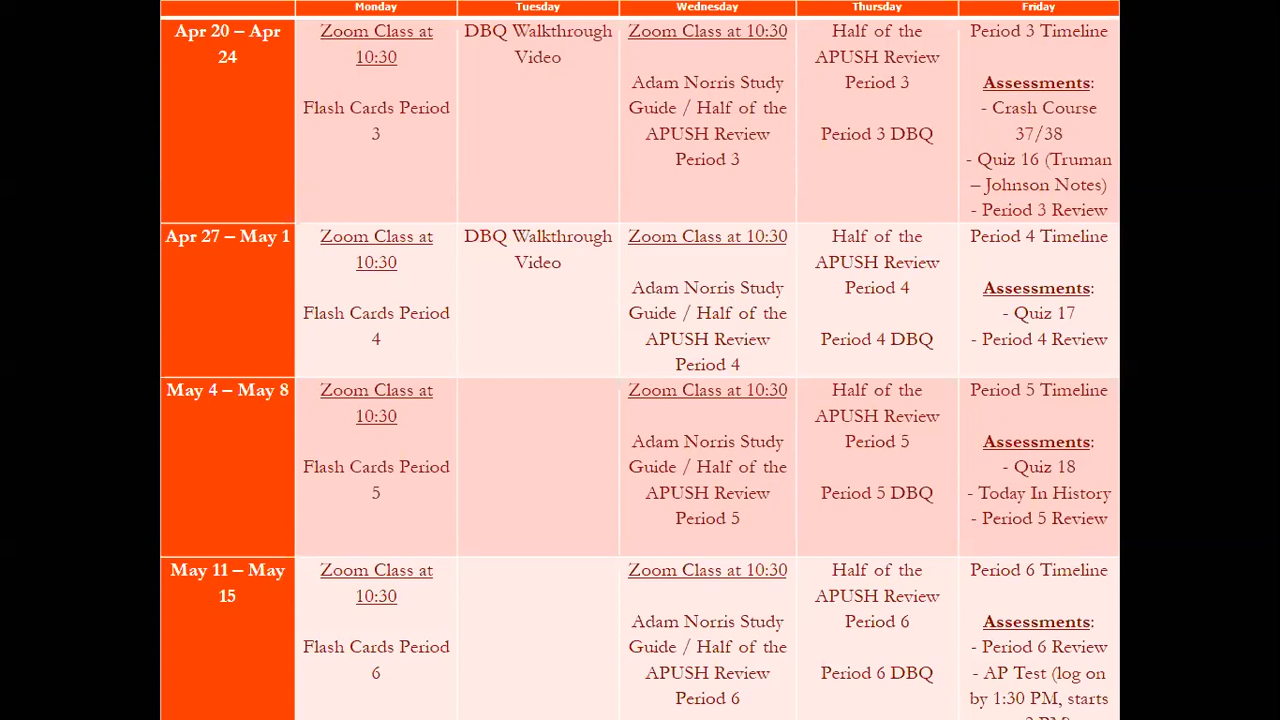 Monday Tuesday Wednesday Thursday Friday
Apr 20 – Apr
24
Zoom Class at
10:30
Flash Cards Period
3
DBQ Walkthrough
Video
Zoom Class at 10:30
Adam Norris Study
Guide / Half of the
APUSH Review
Period 3
Half of the
APUSH Review
Period 3
Period 3 DBQ
Period 3 Timeline
Assessments:
- Crash Course
37/38
- Quiz 16 (Truman
– Johnson Notes)
- Period 3 Review
Apr 27 – May 1
Zoom Class at
10:30
Flash Cards Period
4
DBQ Walkthrough
Video
Zoom Class at 10:30
Adam Norris Study
Guide / Half of the
APUSH Review
Period 4
Half of the
APUSH Review
Period 4
Period 4 DBQ
Period 4 Timeline
Assessments:
- Quiz 17
- Period 4 Review
May 4 – May 8
Zoom Class at
10:30
Flash Cards Period
5
Zoom Class at 10:30
Adam Norris Study
Guide / Half of the
APUSH Review
Period 5
Half of the
APUSH Review
Period 5
Period 5 DBQ
Period 5 Timeline
Assessments:
- Quiz 18
- Today In History
- Period 5 Review
May 11 – May
15
Zoom Class at
10:30
Flash Cards Period
6
Zoom Class at 10:30
Adam Norris Study
Guide / Half of the
APUSH Review
Period 6
Half of the
APUSH Review
Period 6
Period 6 DBQ
Period 6 Timeline
Assessments:
- Period 6 Review
- AP Test (log on
by 1:30 PM, starts